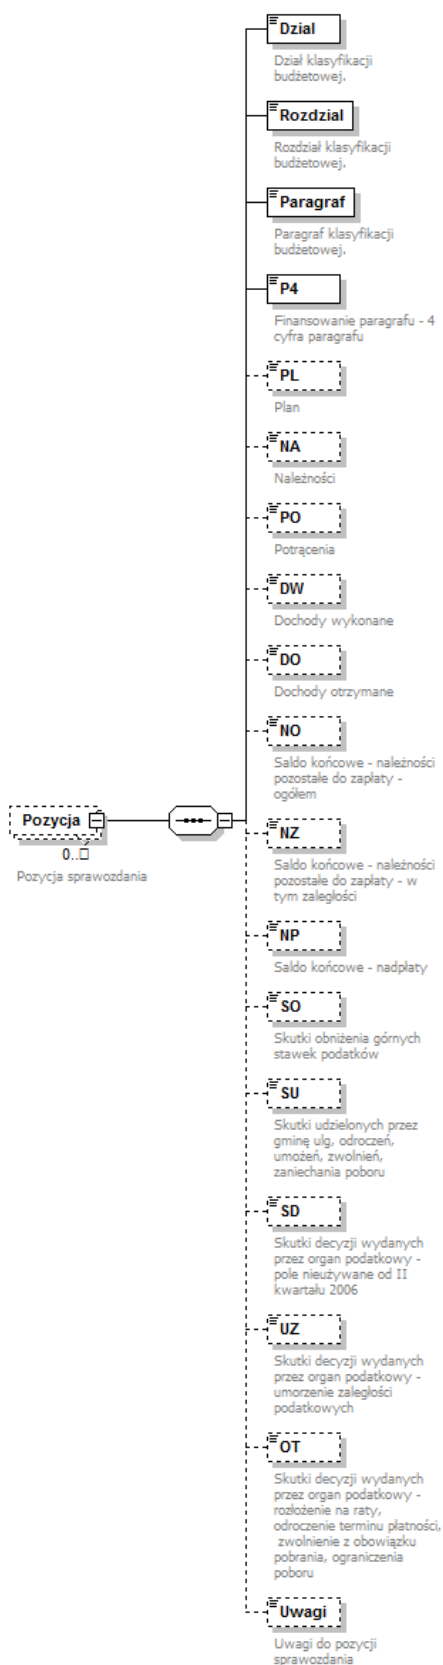 Dzial
Dział klasyfikacji
budżetowej.
Rozdzial
Rozdział klasyfikacji
budżetowej.
Paragraf
Paragraf klasyfikacji
budżetowej.
P4
Finansowanie paragrafu - 4
cyfra paragrafu
PL
Plan
NA
Należności
PO
Potrącenia
DW
Dochody wykonane
DO
Dochody otrzymane
NO
Saldo końcowe - należności
pozostałe do zapłaty -
ogółem
Pozycja
0..
Pozycja sprawozdania
NZ
Saldo końcowe - należności
pozostałe do zapłaty - w
tym zaległości
NP
Saldo końcowe - nadpłaty
SO
Skutki obniżenia górnych
stawek podatków
SU
Skutki udzielonych przez
gminę ulg, odroczeń,
umożeń, zwolnień,
zaniechania poboru
SD
Skutki decyzji wydanych
przez organ podatkowy -
pole nieużywane od II
kwartału 2006
UZ
Skutki decyzji wydanych
przez organ podatkowy -
umorzenie zaległości
podatkowych
OT
Skutki decyzji wydanych
przez organ podatkowy -
rozłożenie na raty,
odroczenie terminu płatności,
zwolnienie z obowiązku
pobrania, ograniczenia
poboru
Uwagi
Uwagi do pozycji
sprawozdania